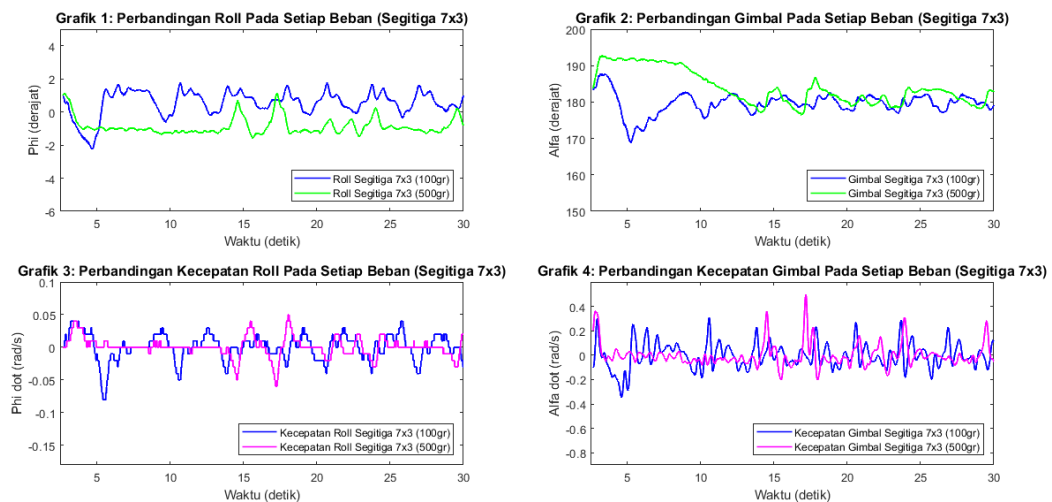 Grafik 1: Perbandingan Roll Pada Setiap Beban (Segitiga 7x3)
4
2
0
-2
-4
-6
Phi (derajat)
5
10
15
20
25
30
Waktu (detik)
Roll Segitiga 7x3 (100gr)
Roll Segitiga 7x3 (500gr)
Grafik 2: Perbandingan Gimbal Pada Setiap Beban (Segitiga 7x3)
200
190
180
170
160
150
Alfa (derajat)
5
10
15
20
25
30
Waktu (detik)
Gimbal Segitiga 7x3 (100gr)
Gimbal Segitiga 7x3 (500gr)
Grafik 3: Perbandingan Kecepatan Roll Pada Setiap Beban (Segitiga 7x3)
0.1
0.05
0
-0.05
-0.1
-0.15
Phi dot (rad/s)
5
10
15
20
25
30
Waktu (detik)
Kecepatan Roll Segitiga 7x3 (100gr)
Kecepatan Roll Segitiga 7x3 (500gr)
Grafik 4: Perbandingan Kecepatan Gimbal Pada Setiap Beban (Segitiga 7x3)
0.4
0.2
0
-0.2
-0.4
-0.6
-0.8
Alfa dot (rad/s)
5
10
15
20
25
30
Waktu (detik)
Kecepatan Gimbal Segitiga 7x3 (100gr)
Kecepatan Gimbal Segitiga 7x3 (500gr)